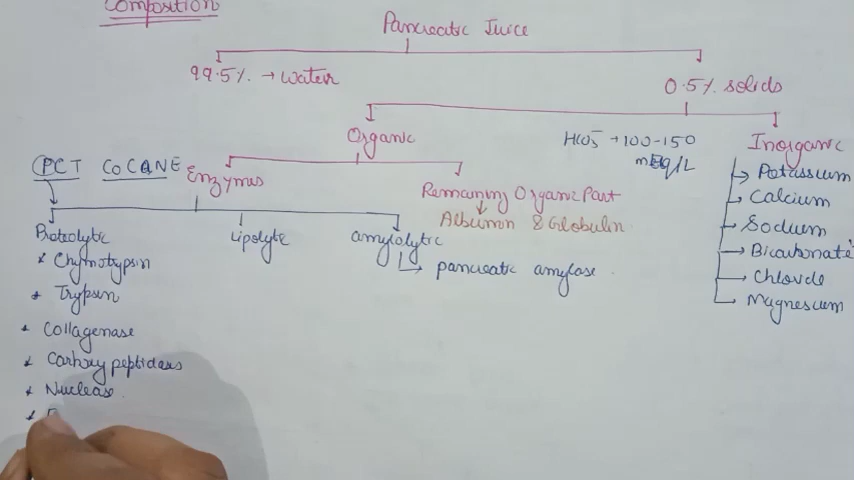 Composition
Pancreatic Juice
99.5% → Water
0.5% solids
Organic
HCO3- → 100-150
mEq/L
Inorganic
PCT CoCANE
Enzymes
Remaining Organic Part
Albumin & Globulin
Potassium
Calcium
Sodium
Bicarbonate
Chloride
Magnesium
Proteolytic
Lipolytic
amylolytic
pancreatic amylase
* Chymotrypsin
* Trypsin
* Collagenase
* Carboxypeptidases
* Nuclease
*